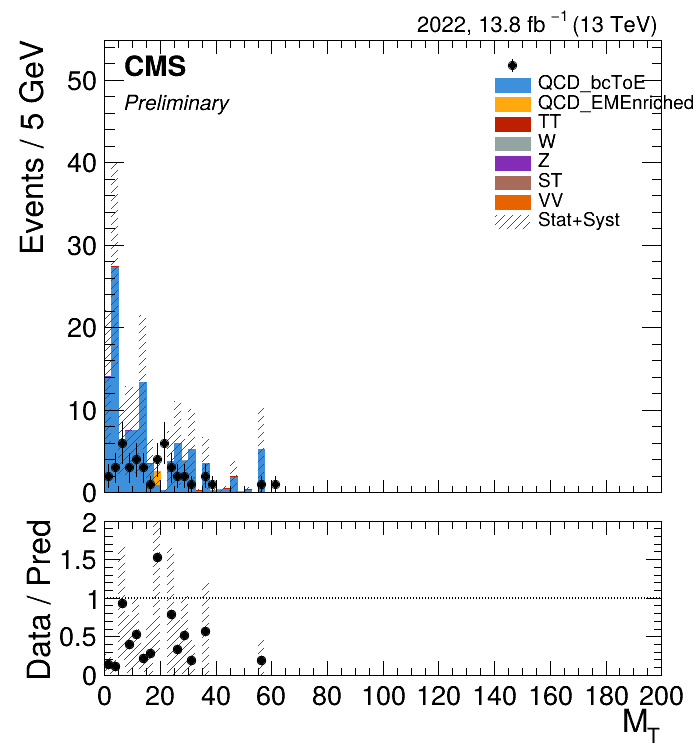 2022, 13.8 fb⁻¹ (13 TeV)
CMS
Preliminary
QCD_bcToE
QCD_EMEnriched
TT
W
Z
ST
VV
Stat+Syst
Events / 5 GeV
50
40
30
20
10
0
Data / Pred
2
1.5
1
0.5
0
0 20 40 60 80 100 120 140 160 180 200
M_T